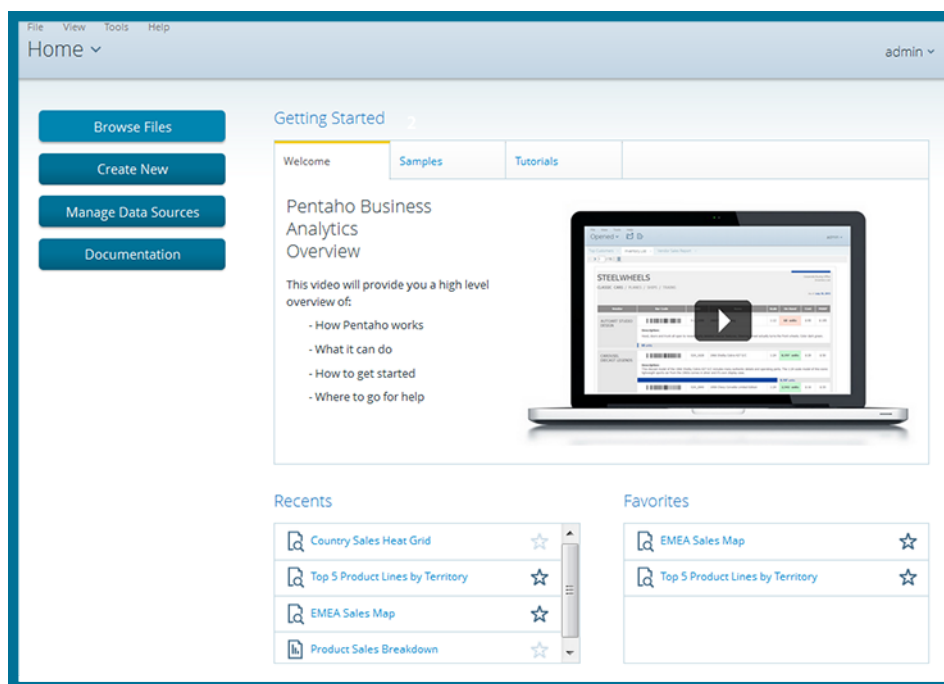 File View Tools Help
Home
admin
Browse Files
Create New
Manage Data Sources
Documentation
Getting Started
2
Welcome
Samples
Tutorials
Pentaho Business
Analytics
Overview
This video will provide you a high level
overview of:
- How Pentaho works
- What it can do
- How to get started
- Where to go for help
Opened
STEELWHEELS
Recents
Country Sales Heat Grid
Top 5 Product Lines by Territory
EMEA Sales Map
Product Sales Breakdown
Favorites
EMEA Sales Map
Top 5 Product Lines by Territory